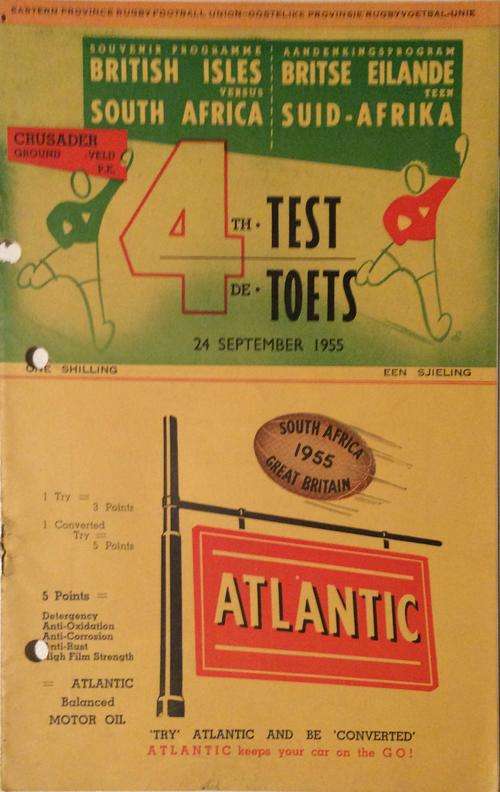 EASTERN PROVINCE RUGBY FOOTBALL UNION-OOSTELIKE PROVINSIE RUGBYVOETBAL-UNIE
SOUVENIR PROGRAMME
BRITISH ISLES
VERSUS
SOUTH AFRICA
AANDENKINGSPROGRAM
BRITSE EILANDE
TEEN
SUID-AFRIKA
CRUSADER
GROUND VELD
P.E.
4 TH · TEST
DE · TOETS
24 SEPTEMBER 1955
ONE SHILLING
EEN SJIELING
SOUTH AFRICA
1955
GREAT BRITAIN
1 Try =
3 Points
1 Converted
Try =
5 Points
ATLANTIC
5 Points =
Detergency
Anti-Oxidation
Anti-Corrosion
Anti-Rust
High Film Strength
= ATLANTIC
Balanced
MOTOR OIL
'TRY' ATLANTIC AND BE 'CONVERTED'
ATLANTIC keeps your car on the GO!